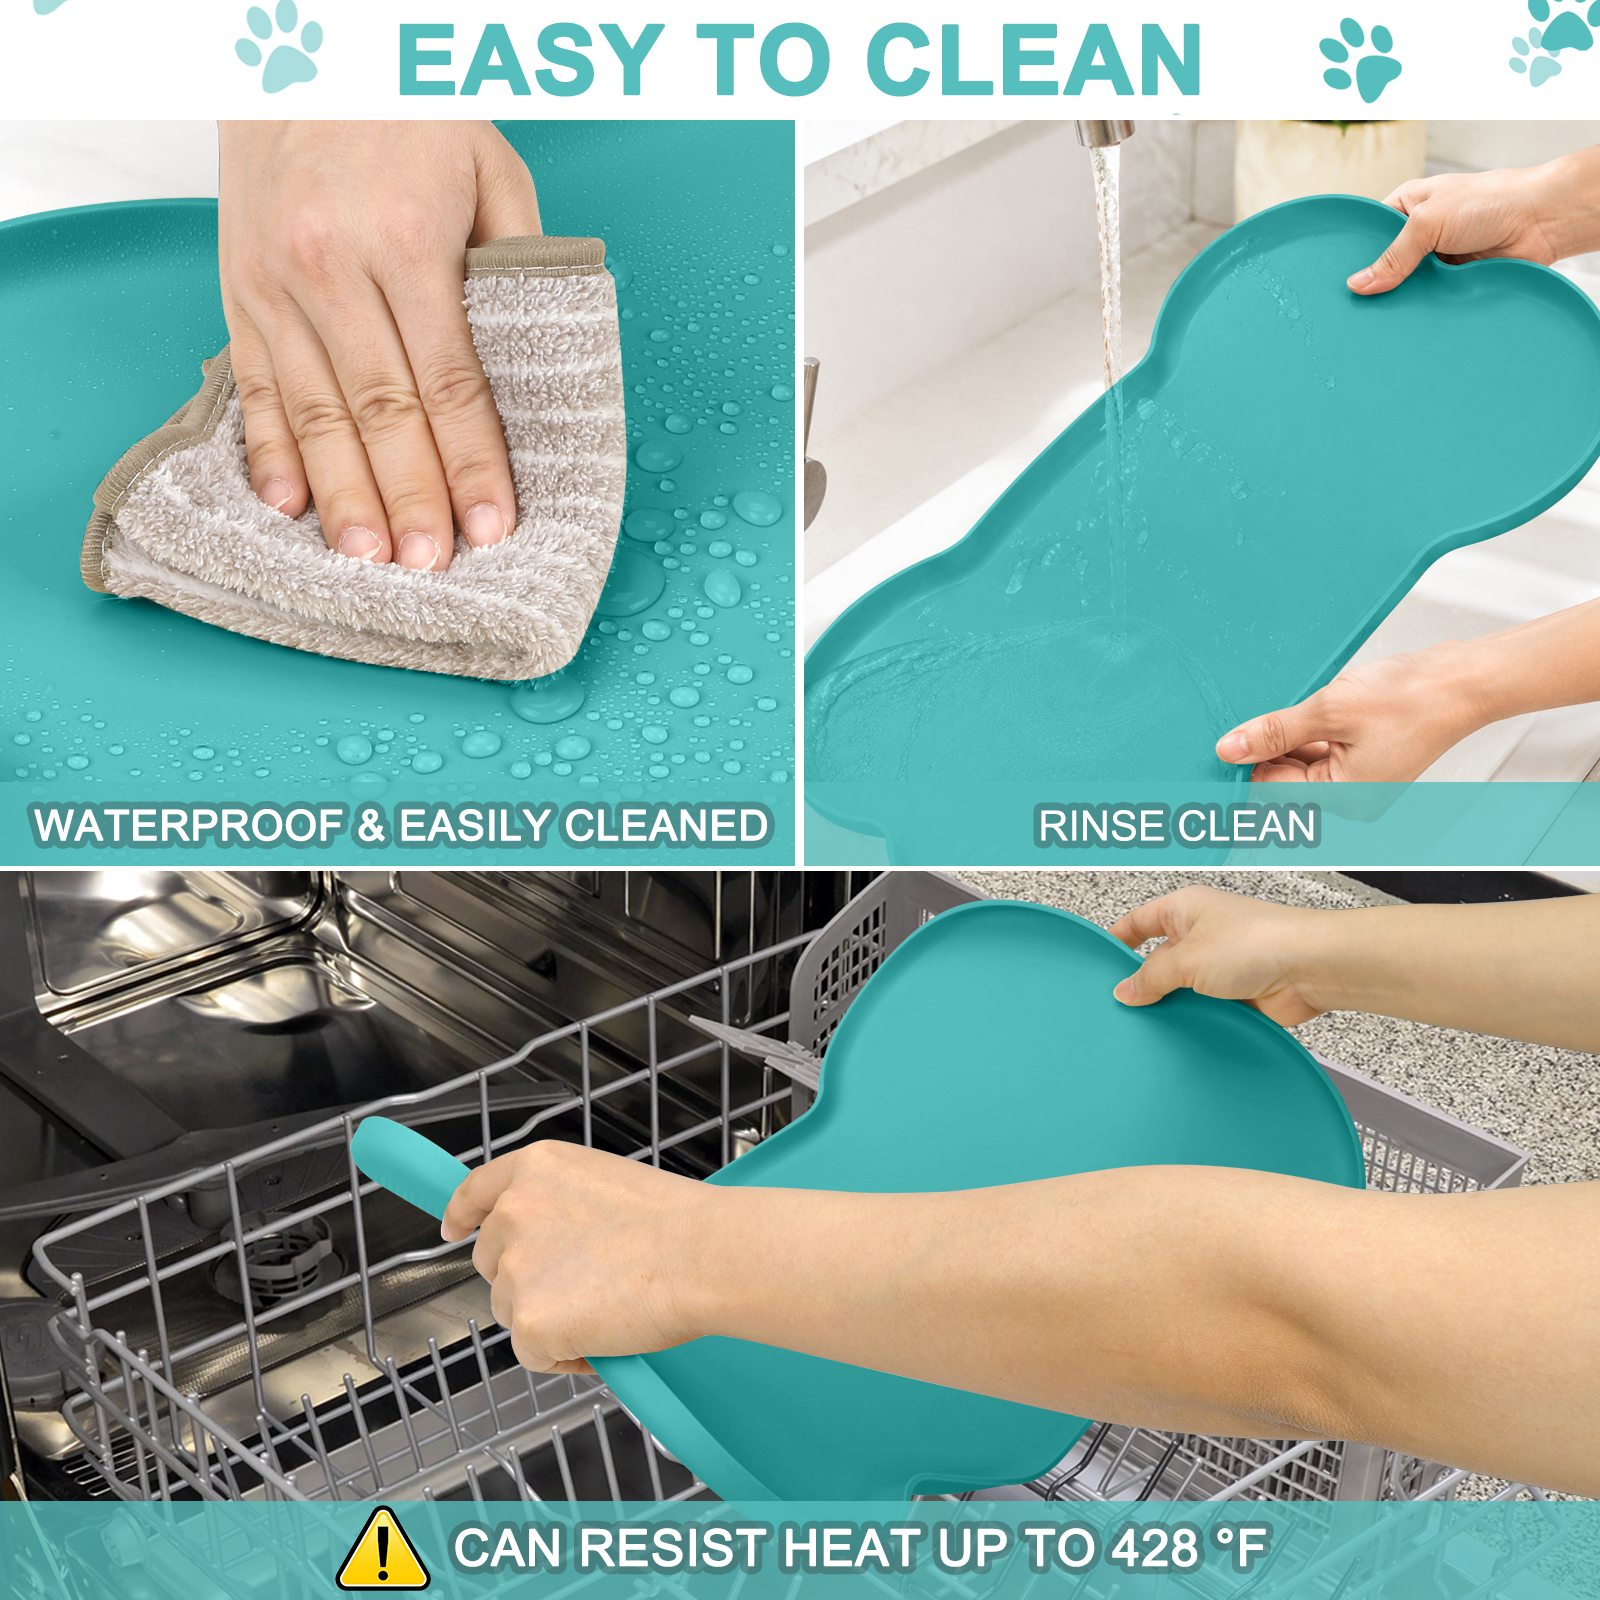 EASY TO CLEAN
WATERPROOF & EASILY CLEANED
RINSE CLEAN
CAN RESIST HEAT UP TO 428 °F